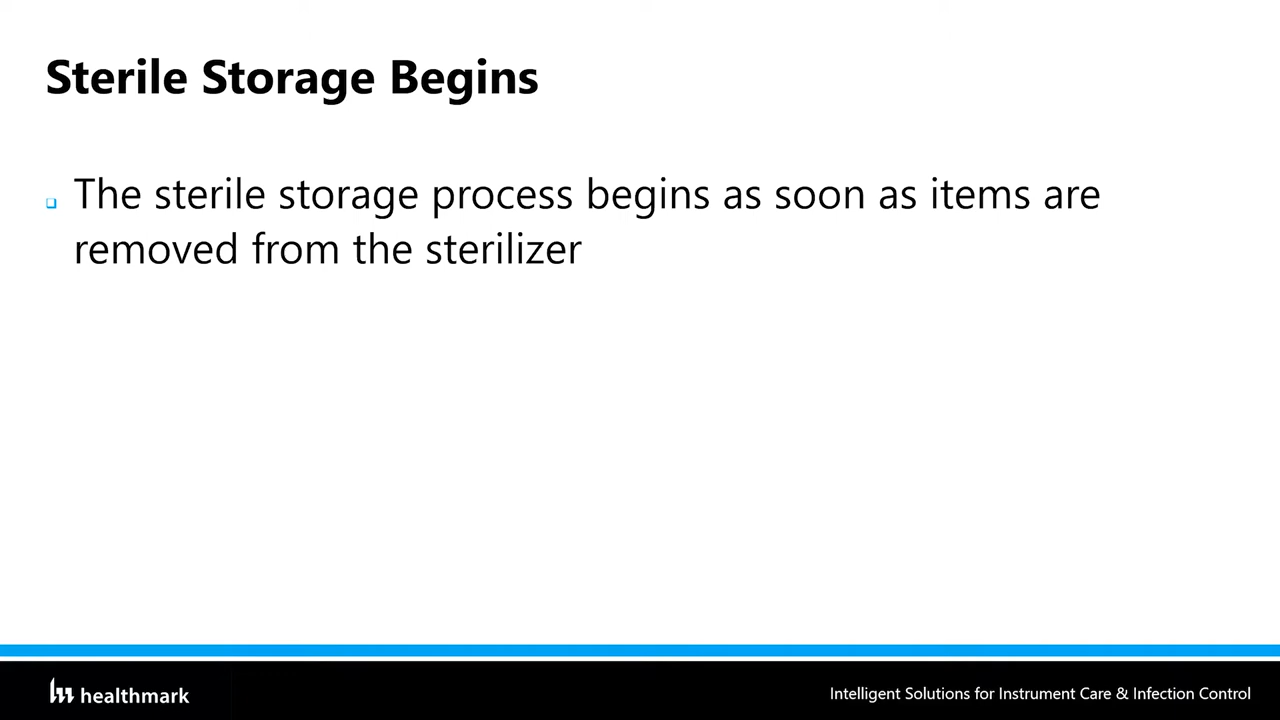 Sterile Storage Begins
The sterile storage process begins as soon as items are
removed from the sterilizer
healthmark
Intelligent Solutions for Instrument Care & Infection Control